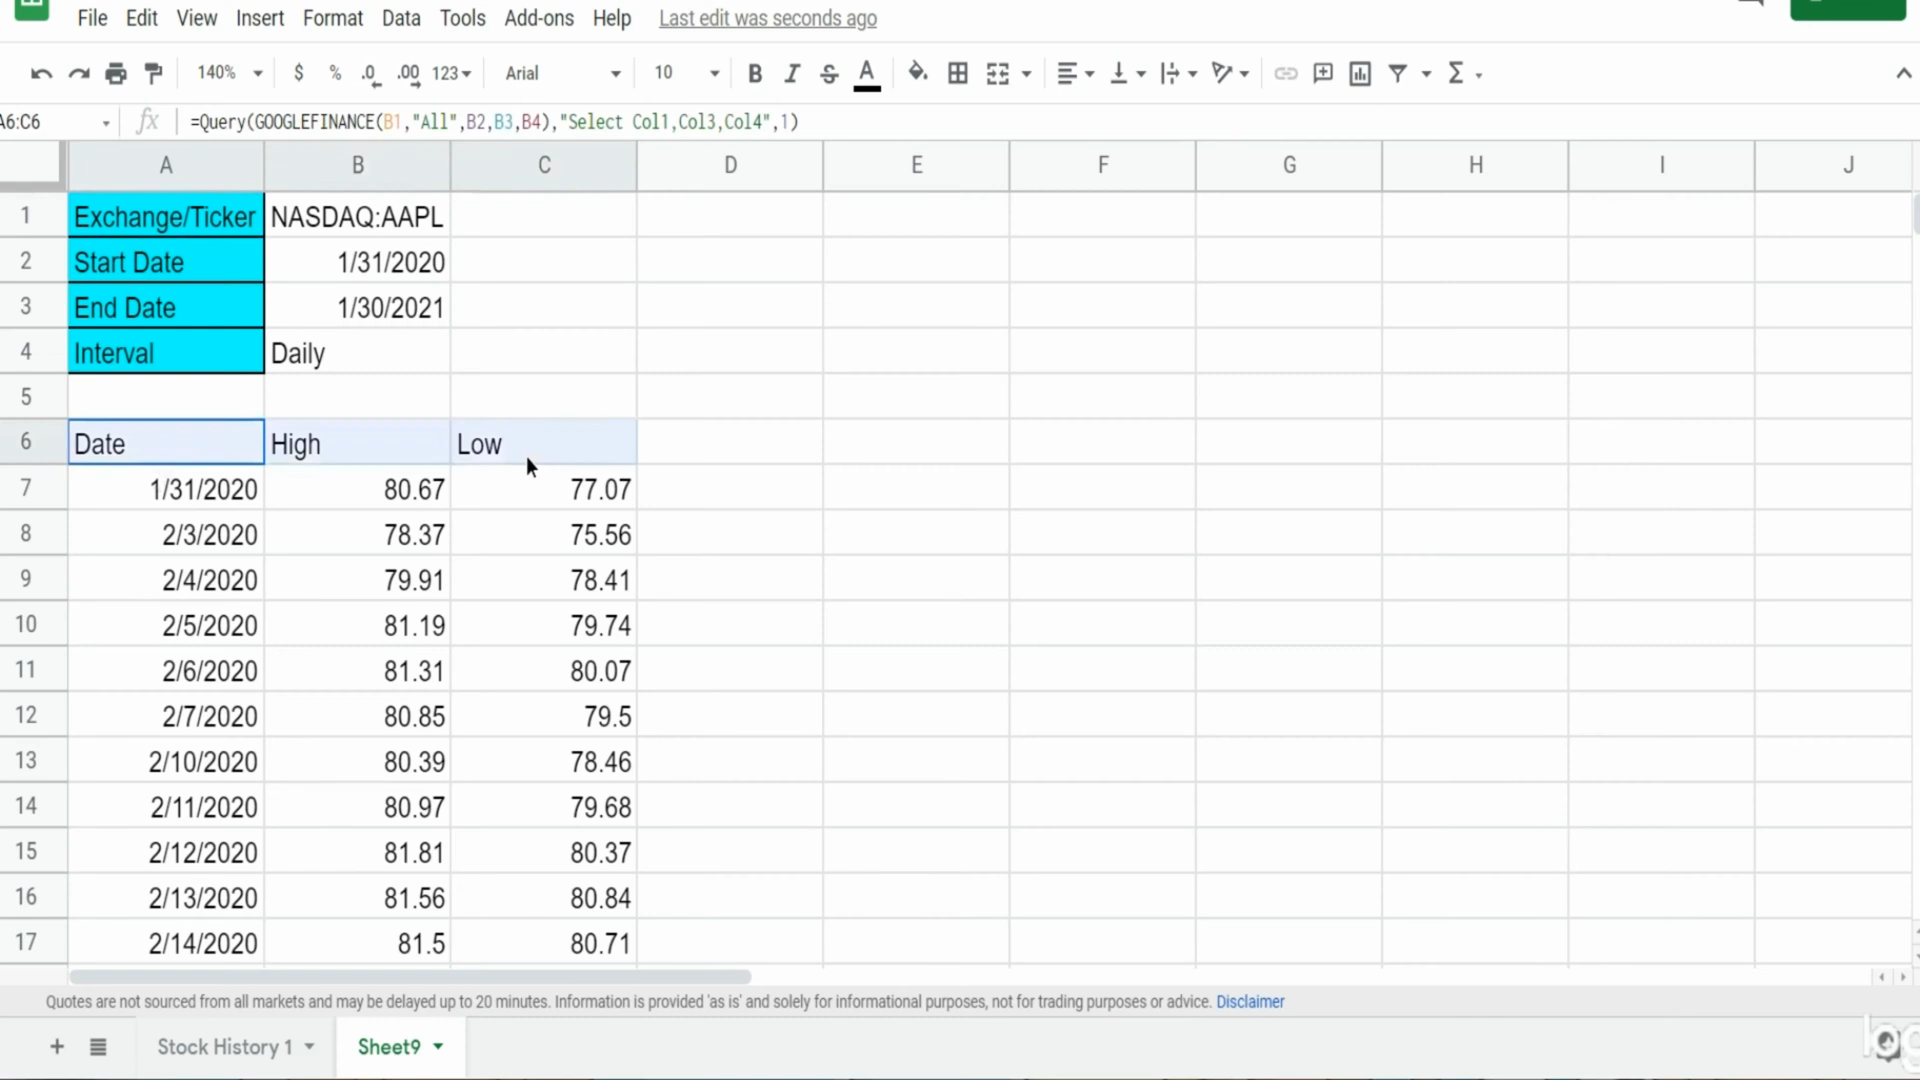 File Edit View Insert Format Data Tools Add-ons Help Last edit was seconds ago
140% $ % .0 .00 123 Arial 10 B I S A Σ
A6:C6 fx =Query(GOOGLEFINANCE(B1,"All",B2,B3,B4),"Select Col1,Col3,Col4",1)
A B C D E F G H I J
1 Exchange/Ticker NASDAQ:AAPL
2 Start Date 1/31/2020
3 End Date 1/30/2021
4 Interval Daily
5
6 Date High Low
7 1/31/2020 80.67 77.07
8 2/3/2020 78.37 75.56
9 2/4/2020 79.91 78.41
10 2/5/2020 81.19 79.74
11 2/6/2020 81.31 80.07
12 2/7/2020 80.85 79.5
13 2/10/2020 80.39 78.46
14 2/11/2020 80.97 79.68
15 2/12/2020 81.81 80.37
16 2/13/2020 81.56 80.84
17 2/14/2020 81.5 80.71
Quotes are not sourced from all markets and may be delayed up to 20 minutes. Information is provided 'as is' and solely for informational purposes, not for trading purposes or advice. Disclaimer
+ Stock History 1 Sheet9